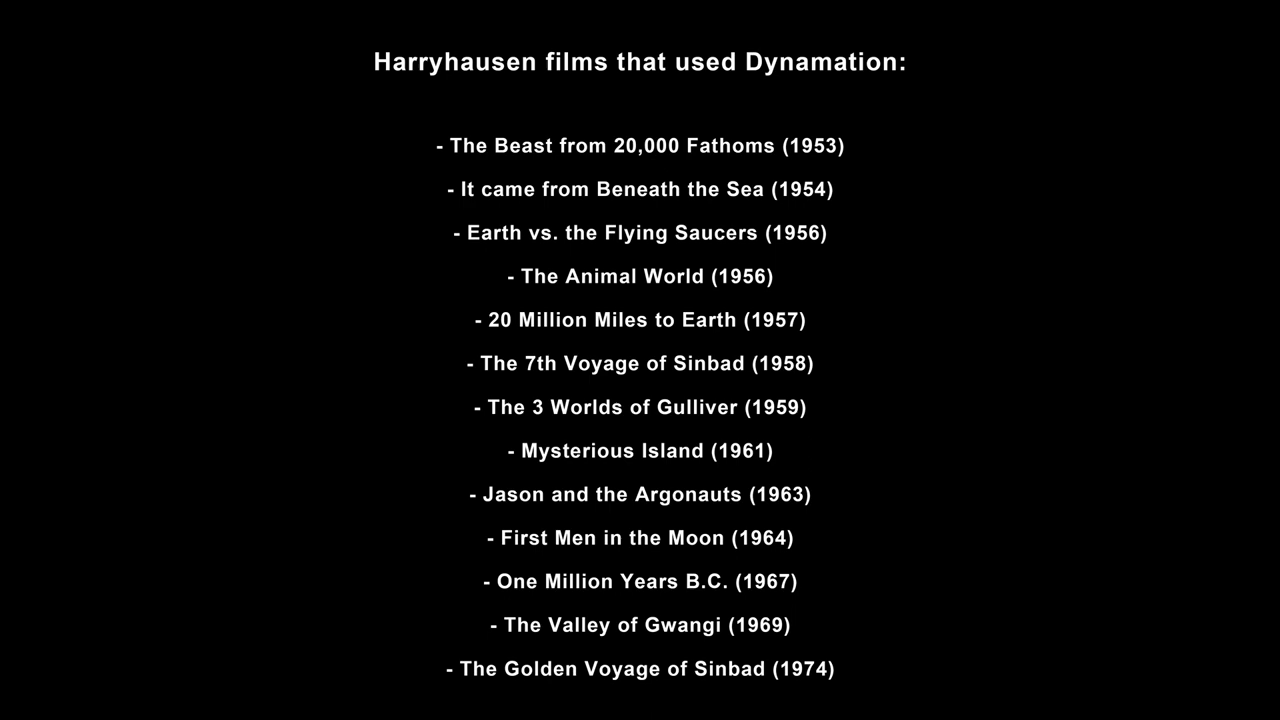 Harryhausen films that used Dynamation:
- The Beast from 20,000 Fathoms (1953)
- It came from Beneath the Sea (1954)
- Earth vs. the Flying Saucers (1956)
- The Animal World (1956)
- 20 Million Miles to Earth (1957)
- The 7th Voyage of Sinbad (1958)
- The 3 Worlds of Gulliver (1959)
- Mysterious Island (1961)
- Jason and the Argonauts (1963)
- First Men in the Moon (1964)
- One Million Years B.C. (1967)
- The Valley of Gwangi (1969)
- The Golden Voyage of Sinbad (1974)